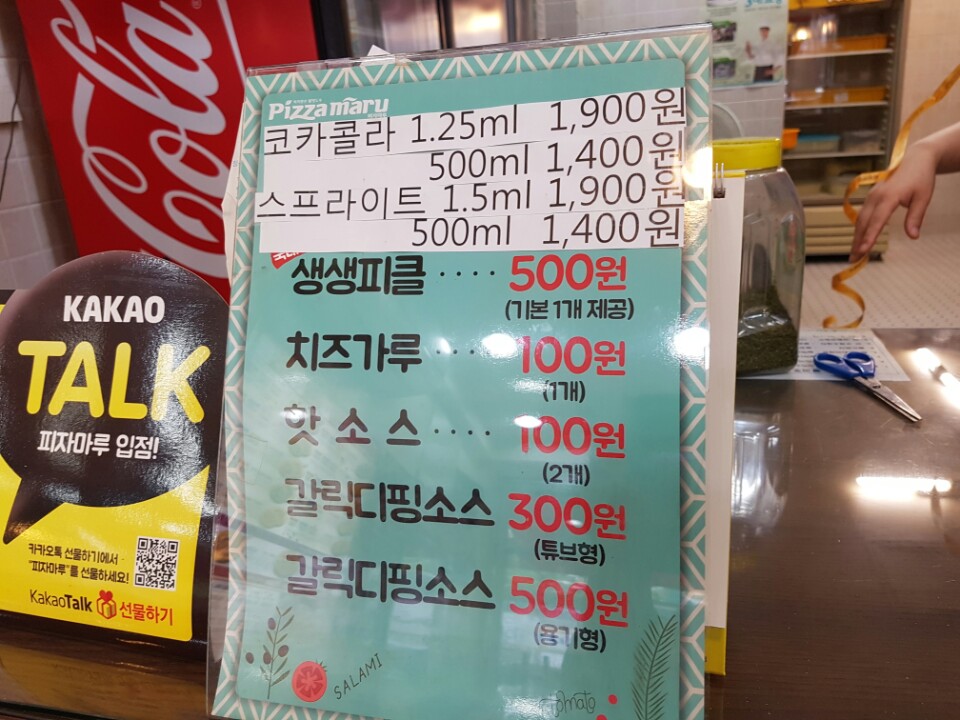 Cola
Pizza maru
코카콜라 1.25ml 1,900원
500ml 1,400원
스프라이트 1.5ml 1,900원
500ml 1,400원
생생피클 ···· 500원
(기본 1개 제공)
치즈가루 ··· 100원
(1개)
핫 소 스 ···· 100원
(2개)
갈릭디핑소스 300원
(튜브형)
갈릭디핑소스 500원
(용기형)
SALAMI
tomato
KAKAO
TALK
피자마루 입점!
카카오톡 선물하기에서
"피자마루"를 선물하세요!
KakaoTalk 선물하기